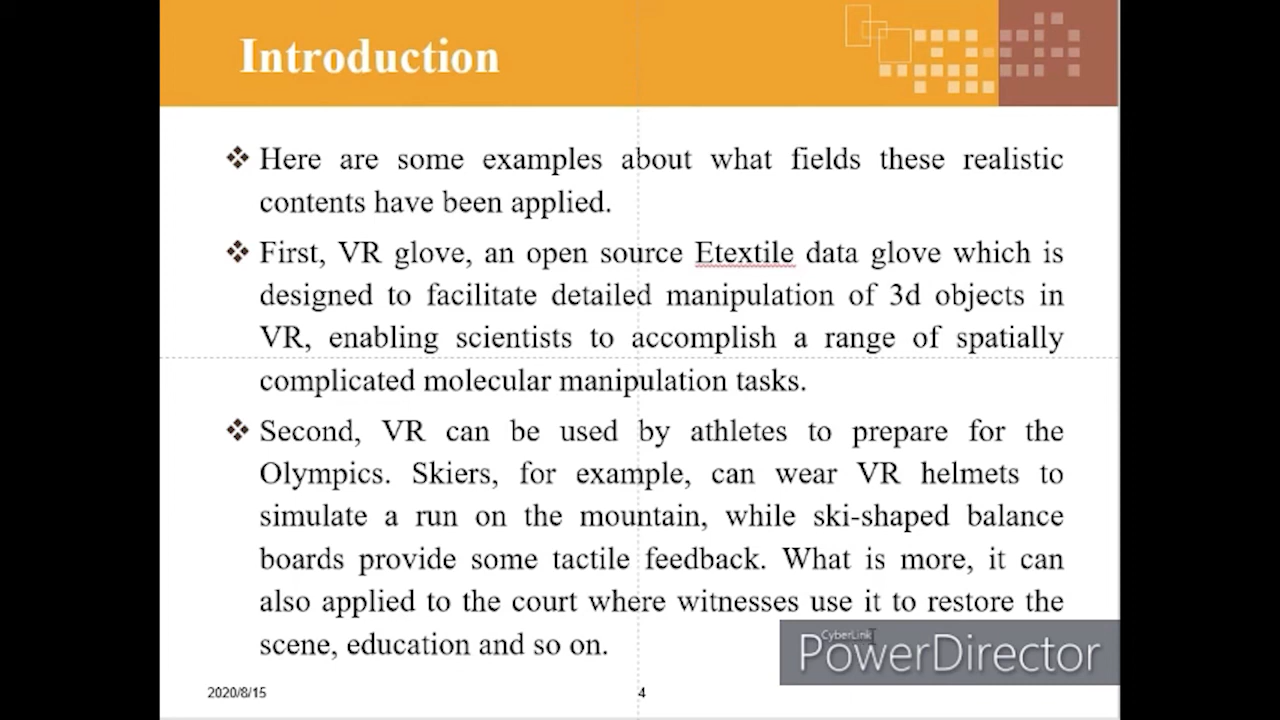 Introduction
❖ Here are some examples about what fields these realistic
contents have been applied.
❖ First, VR glove, an open source Etextile data glove which is
designed to facilitate detailed manipulation of 3d objects in
VR, enabling scientists to accomplish a range of spatially
complicated molecular manipulation tasks.
❖ Second, VR can be used by athletes to prepare for the
Olympics. Skiers, for example, can wear VR helmets to
simulate a run on the mountain, while ski-shaped balance
boards provide some tactile feedback. What is more, it can
also applied to the court where witnesses use it to restore the
scene, education and so on.
CyberLink
PowerDirector
2020/8/15
4